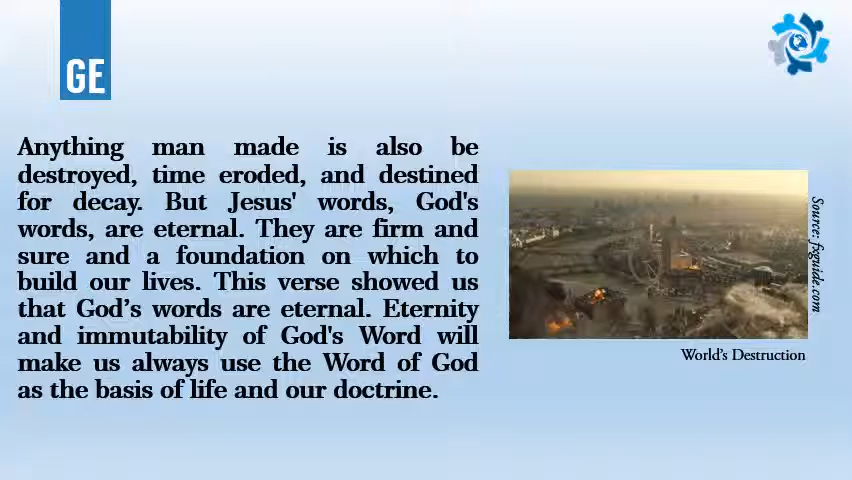 GE
Anything man made is also be
destroyed, time eroded, and destined
for decay. But Jesus' words, God's
words, are eternal. They are firm and
sure and a foundation on which to
build our lives. This verse showed us
that God’s words are eternal. Eternity
and immutability of God's Word will
make us always use the Word of God
as the basis of life and our doctrine.
Source: fxguide.com
World’s Destruction